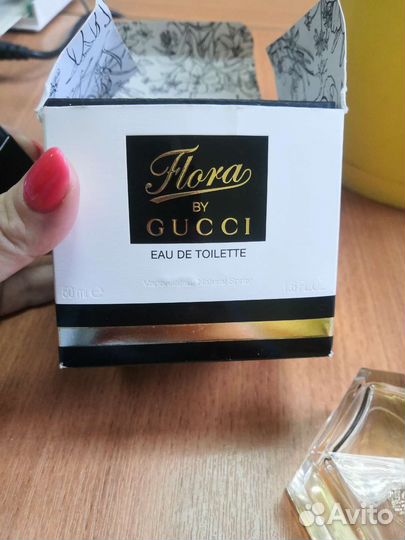 Flora
BY
GUCCI
EAU DE TOILETTE
Vaporisateur Natural Spray
50 ml e 1.6 FL.OZ.
Avito